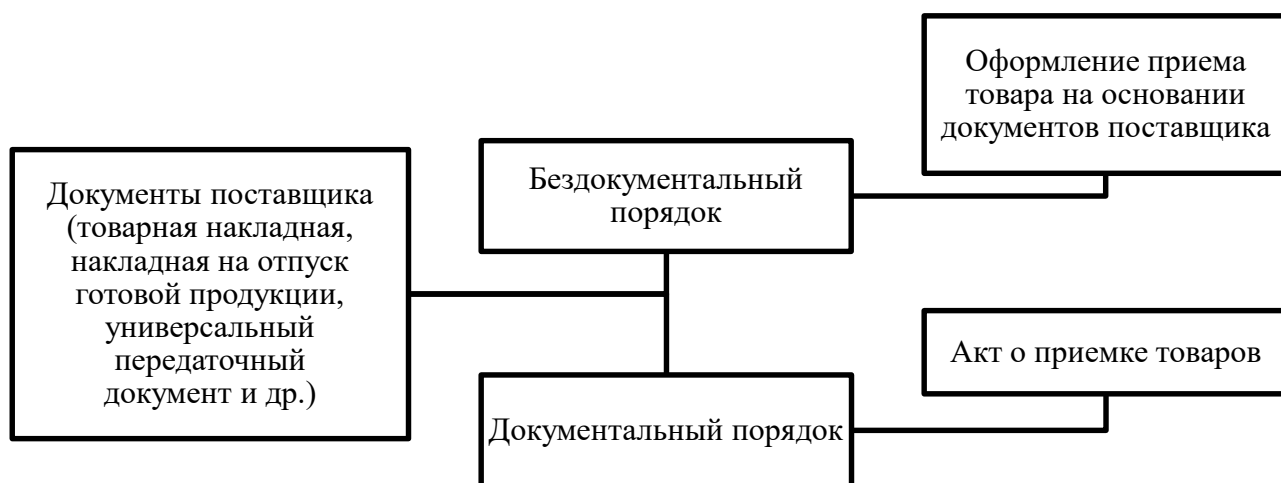 Документы поставщика
(товарная накладная,
накладная на отпуск
готовой продукции,
универсальный
передаточный
документ и др.)
Бездокументальный
порядок
Оформление приема
товара на основании
документов поставщика
Документальный порядок
Акт о приемке товаров